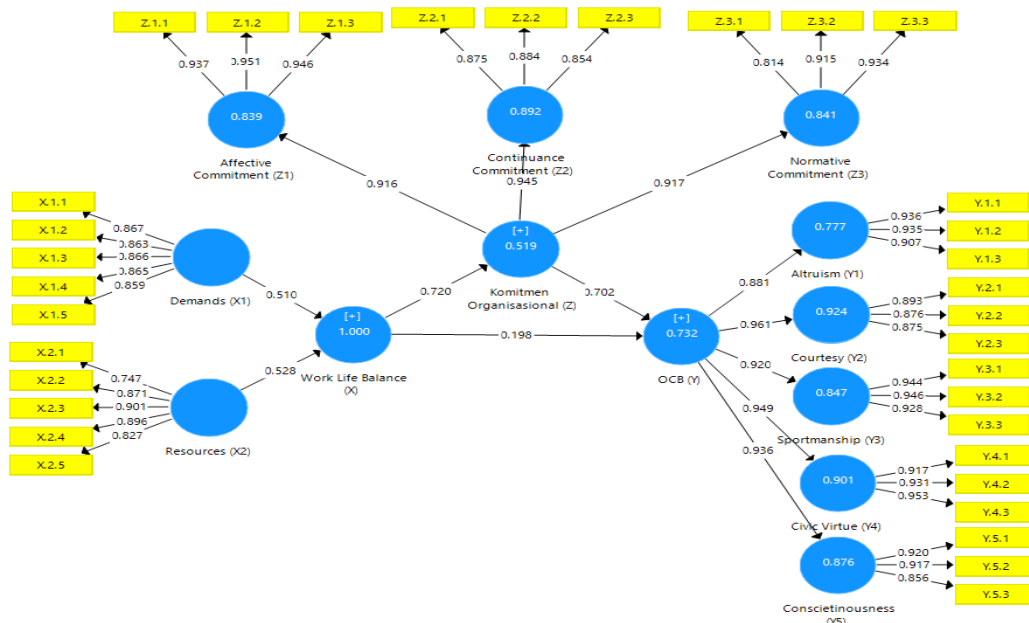 Z.1.1 Z.1.2 Z.1.3 Z.2.1 Z.2.2 Z.2.3 Z.3.1 Z.3.2 Z.3.3
0.937 0.951 0.946 0.875 0.884 0.854 0.814 0.915 0.934
0.839
Affective
Commitment (Z1)
0.892
Continuance
Commitment (Z2)
0.841
Normative
Commitment (Z3)
0.916
0.945
0.917
X.1.1
X.1.2
X.1.3
X.1.4
X.1.5
0.867
0.863
0.866
0.865
0.859
Demands (X1)
0.510
X.2.1
X.2.2
X.2.3
X.2.4
X.2.5
0.747
0.871
0.901
0.896
0.827
Resources (X2)
0.528
[+]
1.000
Work Life Balance
(X)
0.720
0.198
[+]
0.519
Komitmen
Organisasional (Z)
0.702
[+]
0.732
OCB (Y)
0.881
0.961
0.920
0.949
0.936
0.777
Altruism (Y1)
0.936
0.935
0.907
Y.1.1
Y.1.2
Y.1.3
0.924
Courtesy (Y2)
0.893
0.876
0.875
Y.2.1
Y.2.2
Y.2.3
0.847
Sportmanship (Y3)
0.944
0.946
0.928
Y.3.1
Y.3.2
Y.3.3
0.901
Civic Virtue (Y4)
0.917
0.931
0.953
Y.4.1
Y.4.2
Y.4.3
0.876
Conscietinousness
(Y5)
0.920
0.917
0.856
Y.5.1
Y.5.2
Y.5.3